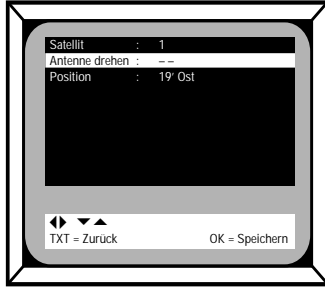 Satellit : 1
Antenne drehen : – –
Position : 19′ Ost
TXT = Zurück OK = Speichern